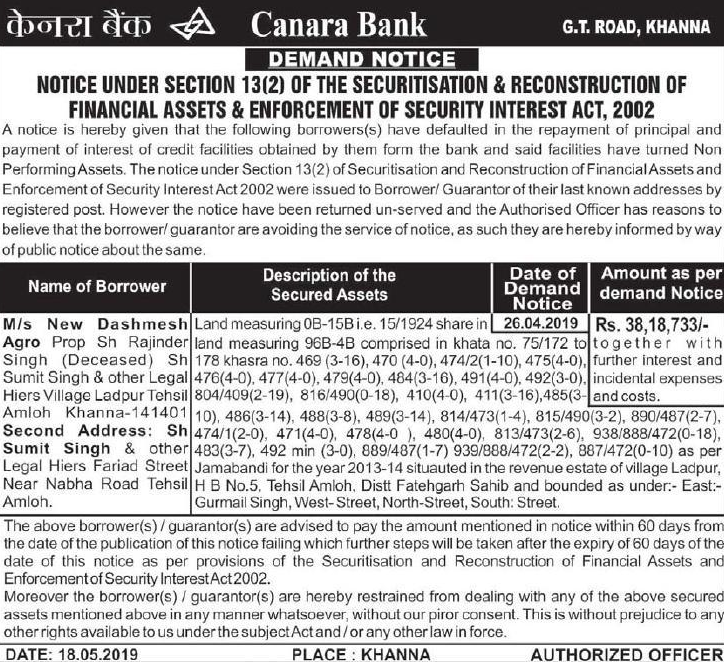 केनरा बैंक Canara Bank G.T. ROAD, KHANNA
DEMAND NOTICE
NOTICE UNDER SECTION 13(2) OF THE SECURITISATION & RECONSTRUCTION OF
FINANCIAL ASSETS & ENFORCEMENT OF SECURITY INTEREST ACT, 2002
A notice is hereby given that the following borrowers(s) have defaulted in the repayment of principal and
payment of interest of credit facilities obtained by them form the bank and said facilities have turned Non
Performing Assets. The notice under Section 13(2) of Securitisation and Reconstruction of Financial Assets and
Enforcement of Security Interest Act 2002 were issued to Borrower/ Guarantor of their last known addresses by
registered post. However the notice have been returned un-served and the Authorised Officer has reasons to
believe that the borrower/ guarantor are avoiding the service of notice, as such they are hereby informed by way
of public notice about the same.
Name of Borrower
Description of the
Secured Assets
Date of
Demand
Notice
Amount as per
demand Notice
M/s New Dashmesh
Agro Prop Sh Rajinder
Singh (Deceased) Sh
Sumit Singh & other Legal
Hiers Village Ladpur Tehsil
Amloh Khanna-141401
Second Address: Sh
Sumit Singh & other
Legal Hiers Fariad Street
Near Nabha Road Tehsil
Amloh.
Land measuring 0B-15B i.e. 15/1924 share in
land measuring 96B-4B comprised in khata no. 75/172 to
178 khasra no. 469 (3-16), 470 (4-0), 474/2(1-10), 475(4-0),
476(4-0), 477(4-0), 479(4-0), 484(3-16), 491(4-0), 492(3-0),
804/409(2-19), 816/490(0-18), 410(4-0), 411(3-16),485(3-
10), 486(3-14), 488(3-8), 489(3-14), 814/473(1-4), 815/490(3-2), 890/487(2-7),
474/1(2-0), 471(4-0), 478(4-0 ), 480(4-0), 813/473(2-6), 938/888/472(0-18),
483(3-7), 492 min (3-0), 889/487(1-7) 939/888/472(2-2), 887/472(0-10) as per
Jamabandi for the year 2013-14 situauted in the revenue estate of village Ladpur,
H B No.5, Tehsil Amloh, Distt Fatehgarh Sahib and bounded as under:- East:-
Gurmail Singh, West- Street, North-Street, South: Street.
26.04.2019
Rs. 38,18,733/-
together with
further interest and
incidental expenses
and costs.
The above borrower(s) / guarantor(s) are advised to pay the amount mentioned in notice within 60 days from
the date of the publication of this notice failing which further steps will be taken after the expiry of 60 days of the
date of this notice as per provisions of the Securitisation and Reconstruction of Financial Assets and
Enforcement of Security Interest Act 2002.
Moreover the borrower(s) / guarantor(s) are hereby restrained from dealing with any of the above secured
assets mentioned above in any manner whatsoever, without our piror consent. This is without prejudice to any
other rights available to us under the subject Act and / or any other law in force.
DATE: 18.05.2019 PLACE : KHANNA AUTHORIZED OFFICER